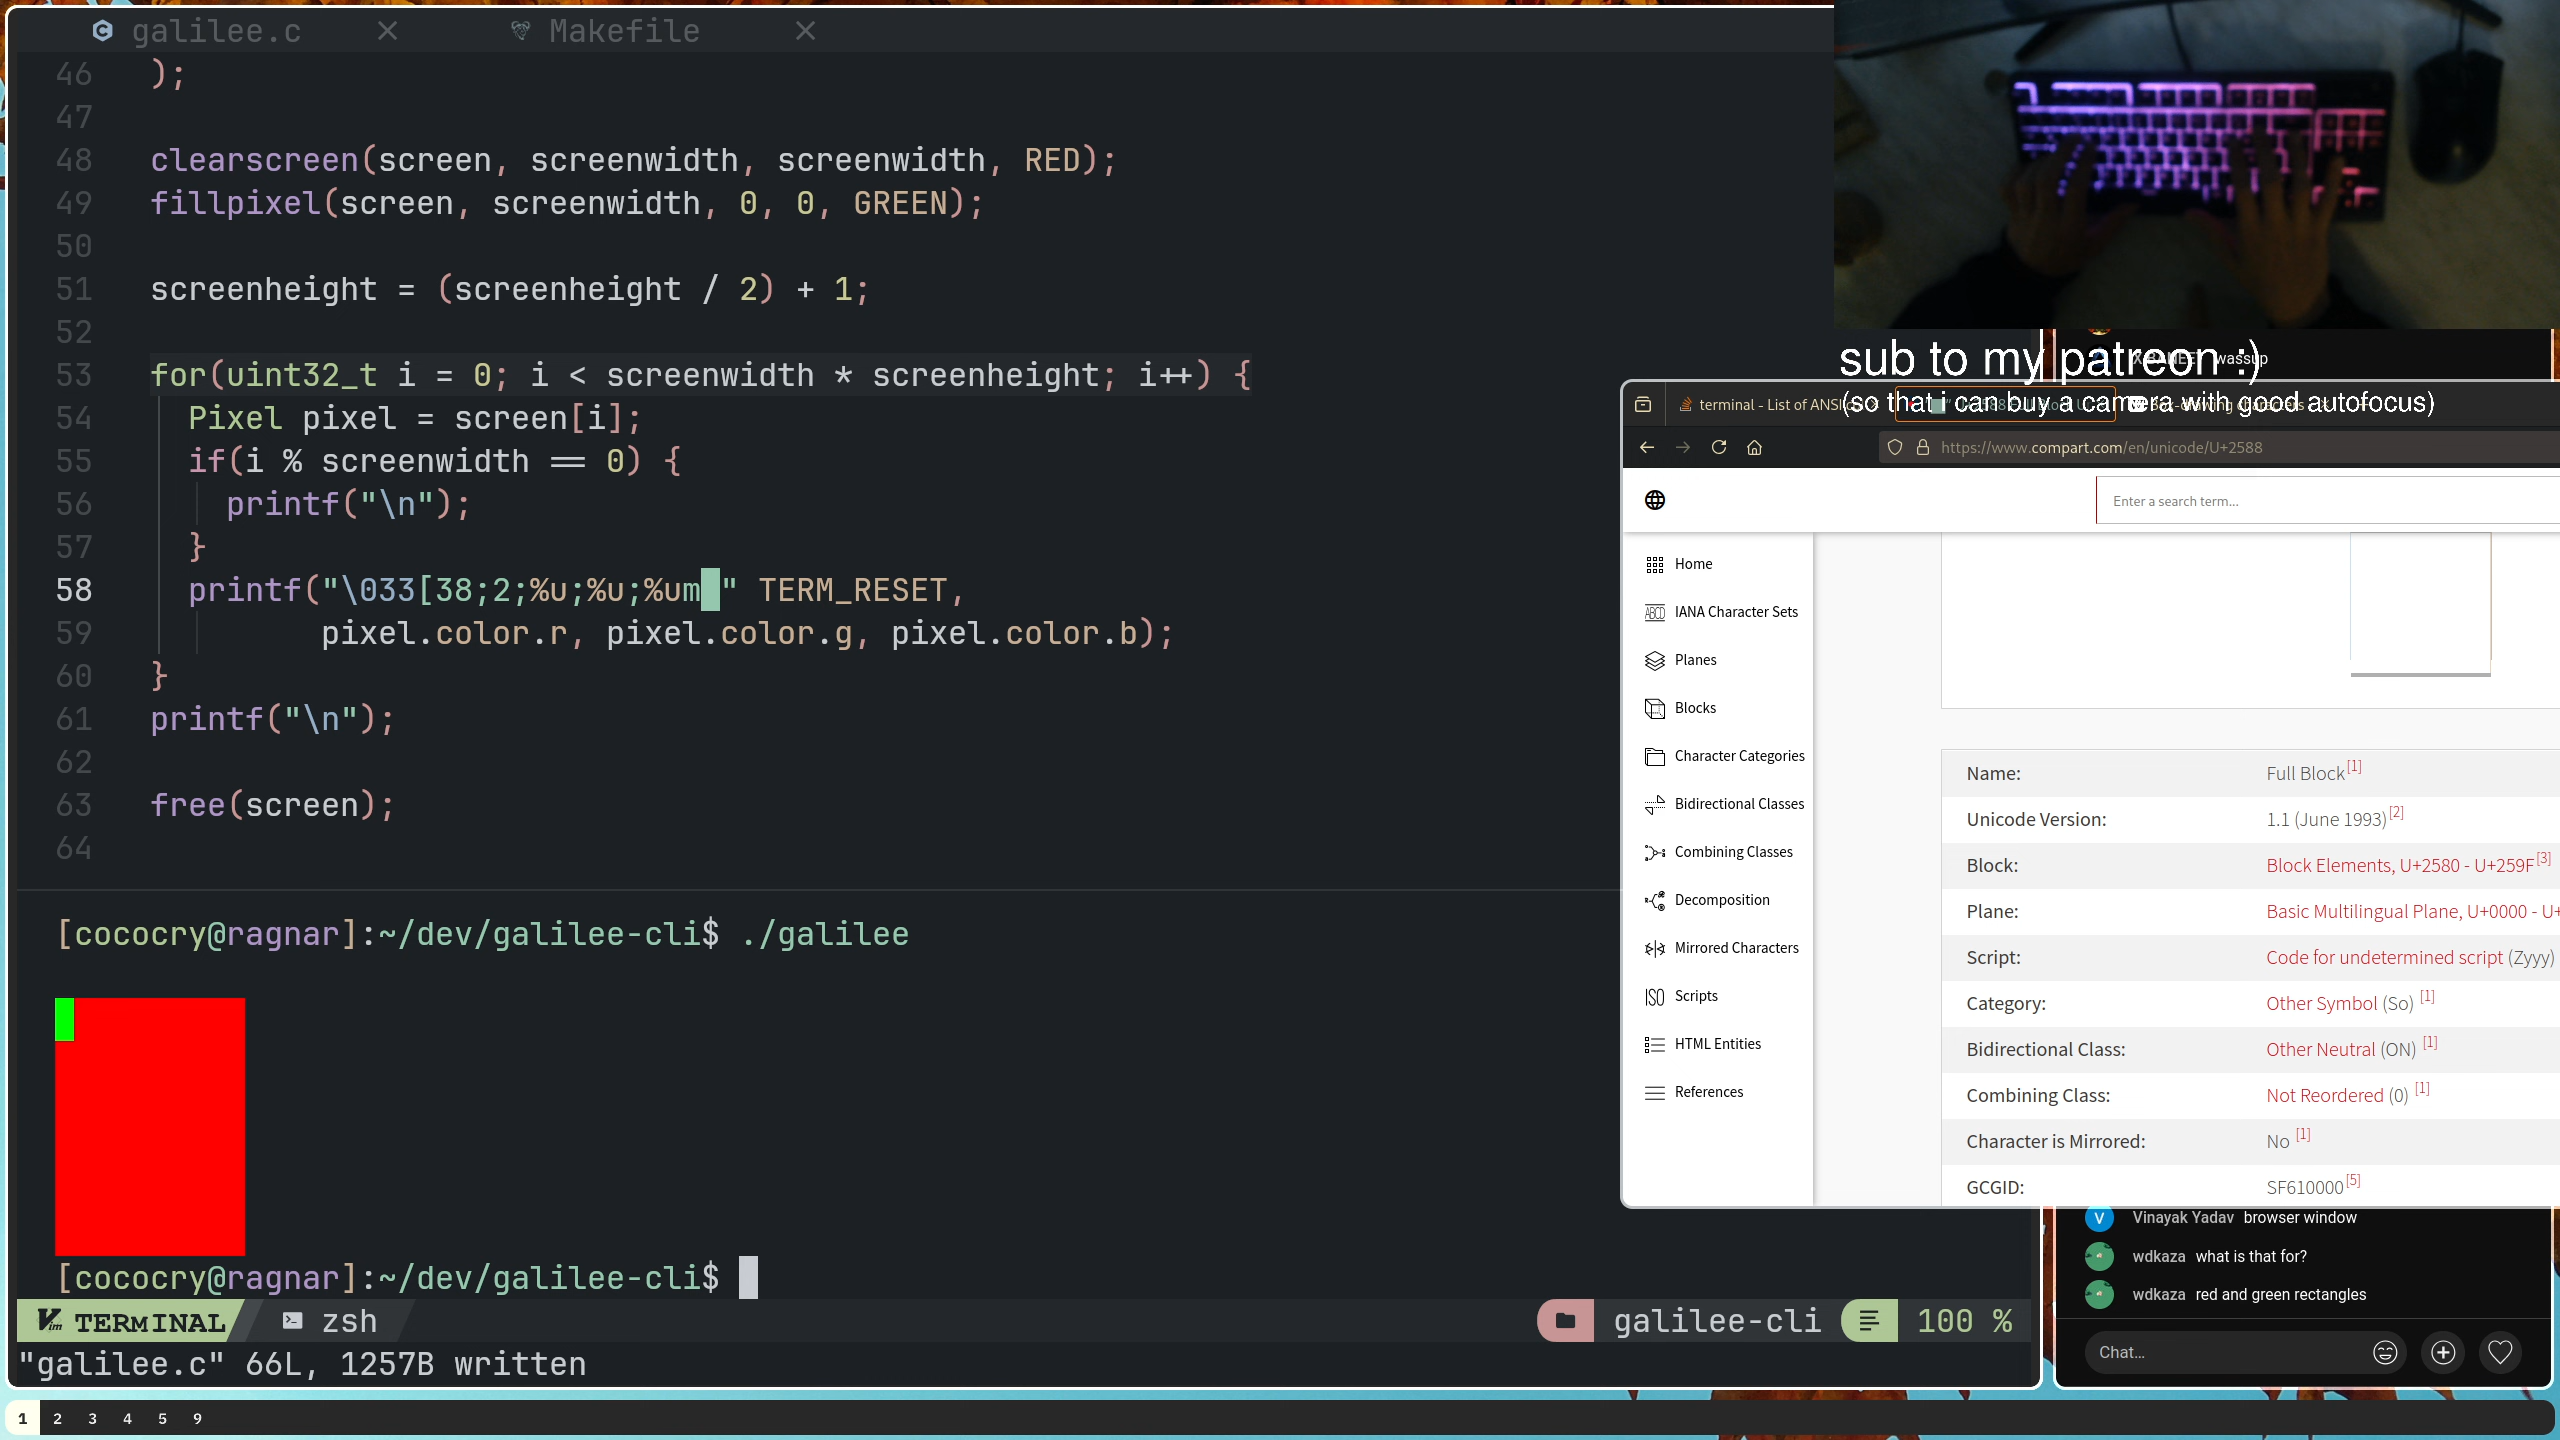 galilee.c
Makefile
46 );
47
48 clearscreen(screen, screenwidth, screenwidth, RED);
49 fillpixel(screen, screenwidth, 0, 0, GREEN);
50
51 screenheight = (screenheight / 2) + 1;
52
53 for(uint32_t i = 0; i < screenwidth * screenheight; i++) {
54 Pixel pixel = screen[i];
55 if(i % screenwidth == 0) {
56 printf("\n");
57 }
58 printf("\033[38;2;%u;%u;%um█" TERM_RESET,
59 pixel.color.r, pixel.color.g, pixel.color.b);
60 }
61 printf("\n");
62
63 free(screen);
64
[cococry@ragnar]:~/dev/galilee-cli$ ./galilee
[cococry@ragnar]:~/dev/galilee-cli$
TERMINAL
zsh
galilee-cli
100 %
"galilee.c" 66L, 1257B written
1 2 3 4 5 9
wassup
sub to my patreon :)
(so that i can buy a camera with good autofocus)
terminal - List of ANSI
https://www.compart.com/en/unicode/U+2588
Enter a search term...
Home
IANA Character Sets
Planes
Blocks
Character Categories
Bidirectional Classes
Combining Classes
Decomposition
Mirrored Characters
Scripts
HTML Entities
References
Name: Full Block[1]
Unicode Version: 1.1 (June 1993)[2]
Block: Block Elements, U+2580 - U+259F[3]
Plane: Basic Multilingual Plane, U+0000 - U+
Script: Code for undetermined script (Zyyy)
Category: Other Symbol (So) [1]
Bidirectional Class: Other Neutral (ON) [1]
Combining Class: Not Reordered (0) [1]
Character is Mirrored: No [1]
GCGID: SF610000[5]
V Vinayak Yadav browser window
wdkaza what is that for?
wdkaza red and green rectangles
Chat...